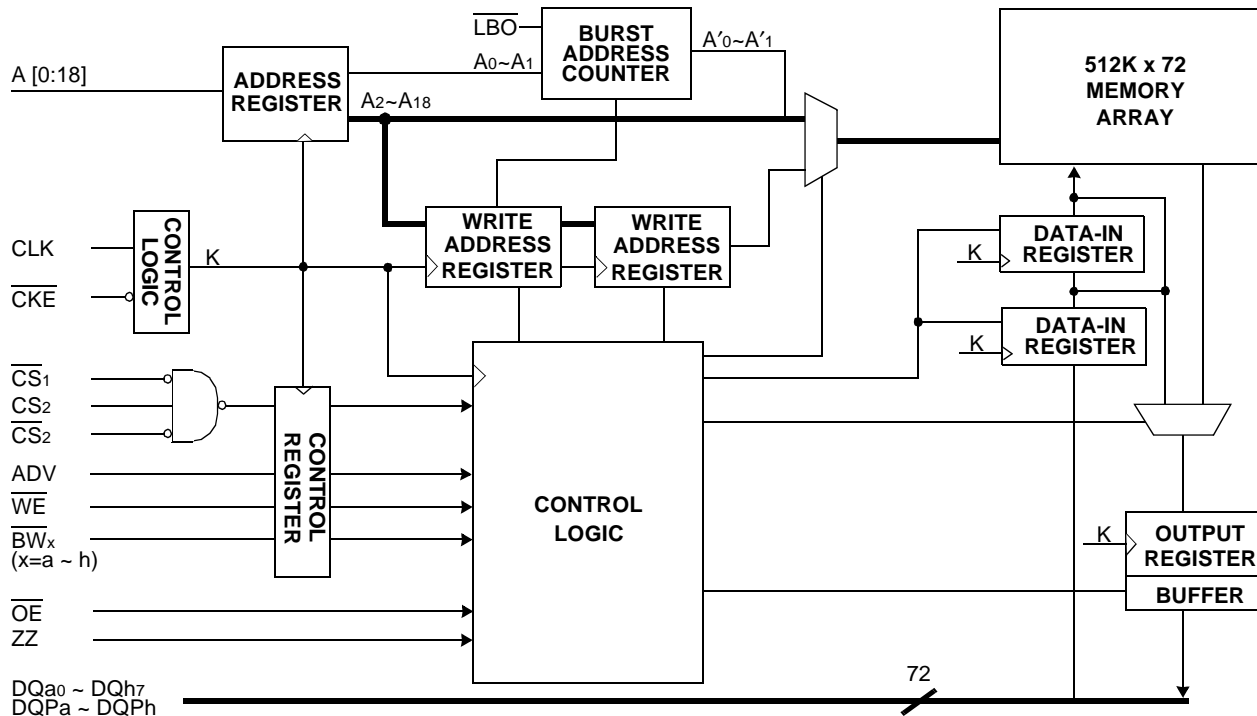 LBO
BURST
ADDRESS
COUNTER
A′0~A′1
512K x 72
MEMORY
ARRAY
A [0:18]
ADDRESS
REGISTER
A0~A1
A2~A18
WRITE
ADDRESS
REGISTER
WRITE
ADDRESS
REGISTER
DATA-IN
REGISTER
K
DATA-IN
REGISTER
K
CLK
CKE
CONTROL
LOGIC
K
CS1
CS2
CS2
ADV
WE
BWx
(x=a ~ h)
CONTROL
REGISTER
CONTROL
LOGIC
K
OUTPUT
REGISTER
BUFFER
OE
ZZ
DQa0 ~ DQh7
DQPa ~ DQPh
72